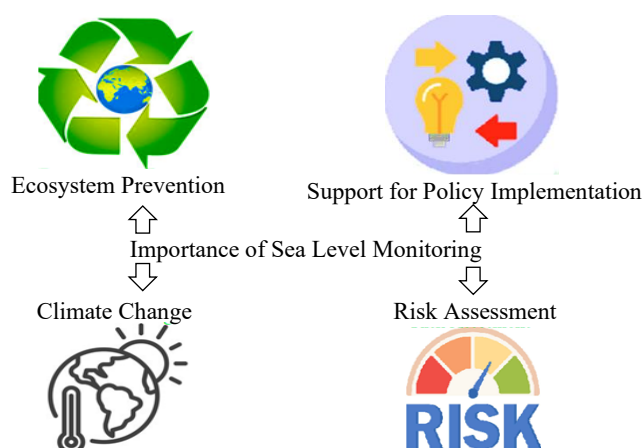 Ecosystem Prevention
Support for Policy Implementation
Importance of Sea Level Monitoring
Climate Change
Risk Assessment
RISK